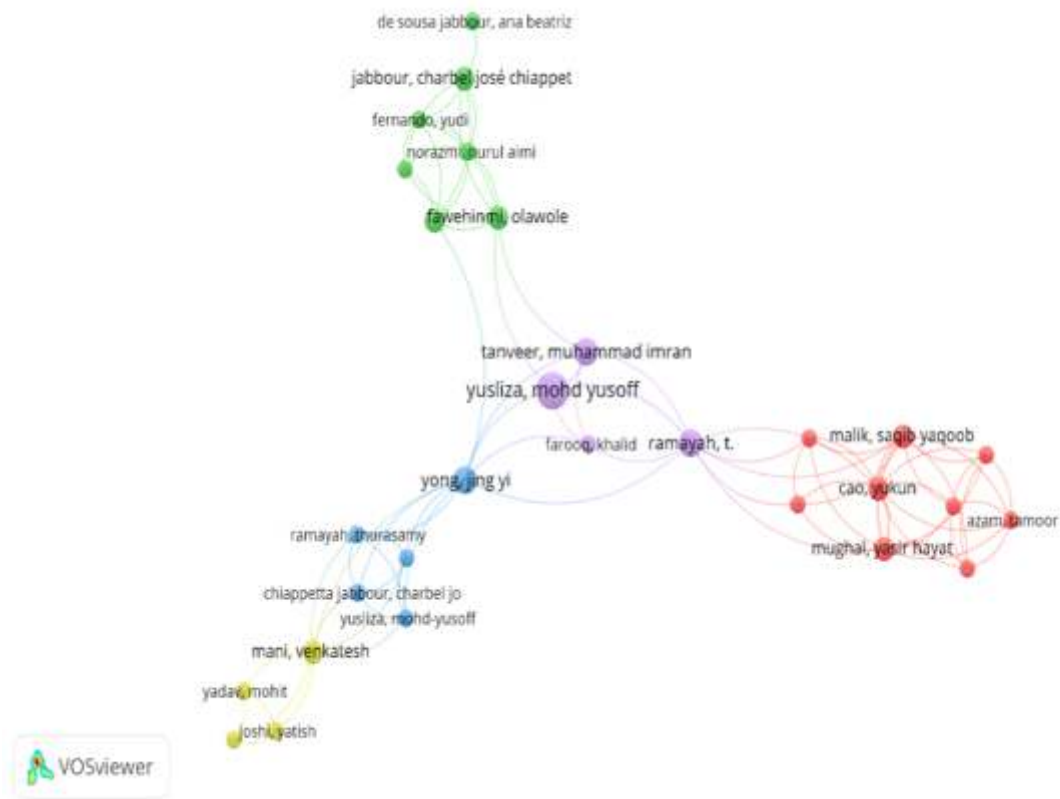 de sousa jabbour, ana beatriz
jabbour, charbel josé chiappet
fernando, yudi
norazmi, nurul aimi
fawehinmi, olawole
tanveer, muhammad imran
yusliza, mohd yusoff
farooq, khalid
ramayah, t.
malik, saqib yaqoob
cao, yukun
azam, tamoor
mughal, yasir hayat
yong, jing yi
ramayah, thurasamy
chiappetta jabbour, charbel jo
yusliza, mohd-yusoff
mani, venkatesh
yadav, mohit
joshi, yatish
VOSviewer